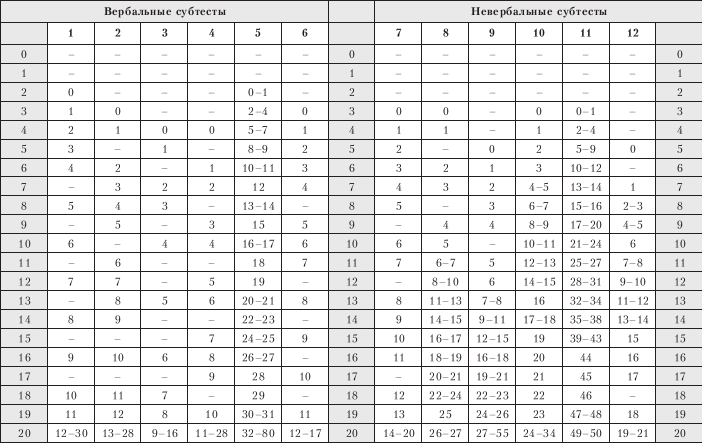 Вербальные субтесты Невербальные субтесты
1 2 3 4 5 6 7 8 9 10 11 12
0 – – – – – – 0 – – – – – – 0
1 – – – – – – 1 – – – – – – 1
2 0 – – – 0–1 – 2 – – – – – – 2
3 1 0 – – 2–4 0 3 0 0 – 0 0–1 – 3
4 2 1 0 0 5–7 1 4 1 1 – 1 2–4 – 4
5 3 – 1 – 8–9 2 5 2 – 0 2 5–9 0 5
6 4 2 – 1 10–11 3 6 3 2 1 3 10–12 – 6
7 – 3 2 2 12 4 7 4 3 2 4–5 13–14 1 7
8 5 4 3 – 13–14 – 8 5 – 3 6–7 15–16 2–3 8
9 – 5 – 3 15 5 9 – 4 4 8–9 17–20 4–5 9
10 6 – 4 4 16–17 6 10 6 5 – 10–11 21–24 6 10
11 – 6 – – 18 7 11 7 6–7 5 12–13 25–27 7–8 11
12 7 7 – 5 19 – 12 – 8–10 6 14–15 28–31 9–10 12
13 – 8 5 6 20–21 8 13 8 11–13 7–8 16 32–34 11–12 13
14 8 9 – – 22–23 – 14 9 14–15 9–11 17–18 35–38 13–14 14
15 – – – 7 24–25 9 15 10 16–17 12–15 19 39–43 15 15
16 9 10 6 8 26–27 – 16 11 18–19 16–18 20 44 16 16
17 – – – 9 28 10 17 – 20–21 19–21 21 45 17 17
18 10 11 7 – 29 – 18 12 22–24 22–23 22 46 – 18
19 11 12 8 10 30–31 11 19 13 25 24–26 23 47–48 18 19
20 12–30 13–28 9–16 11–28 32–80 12–17 20 14–20 26–27 27–55 24–34 49–50 19–21 20